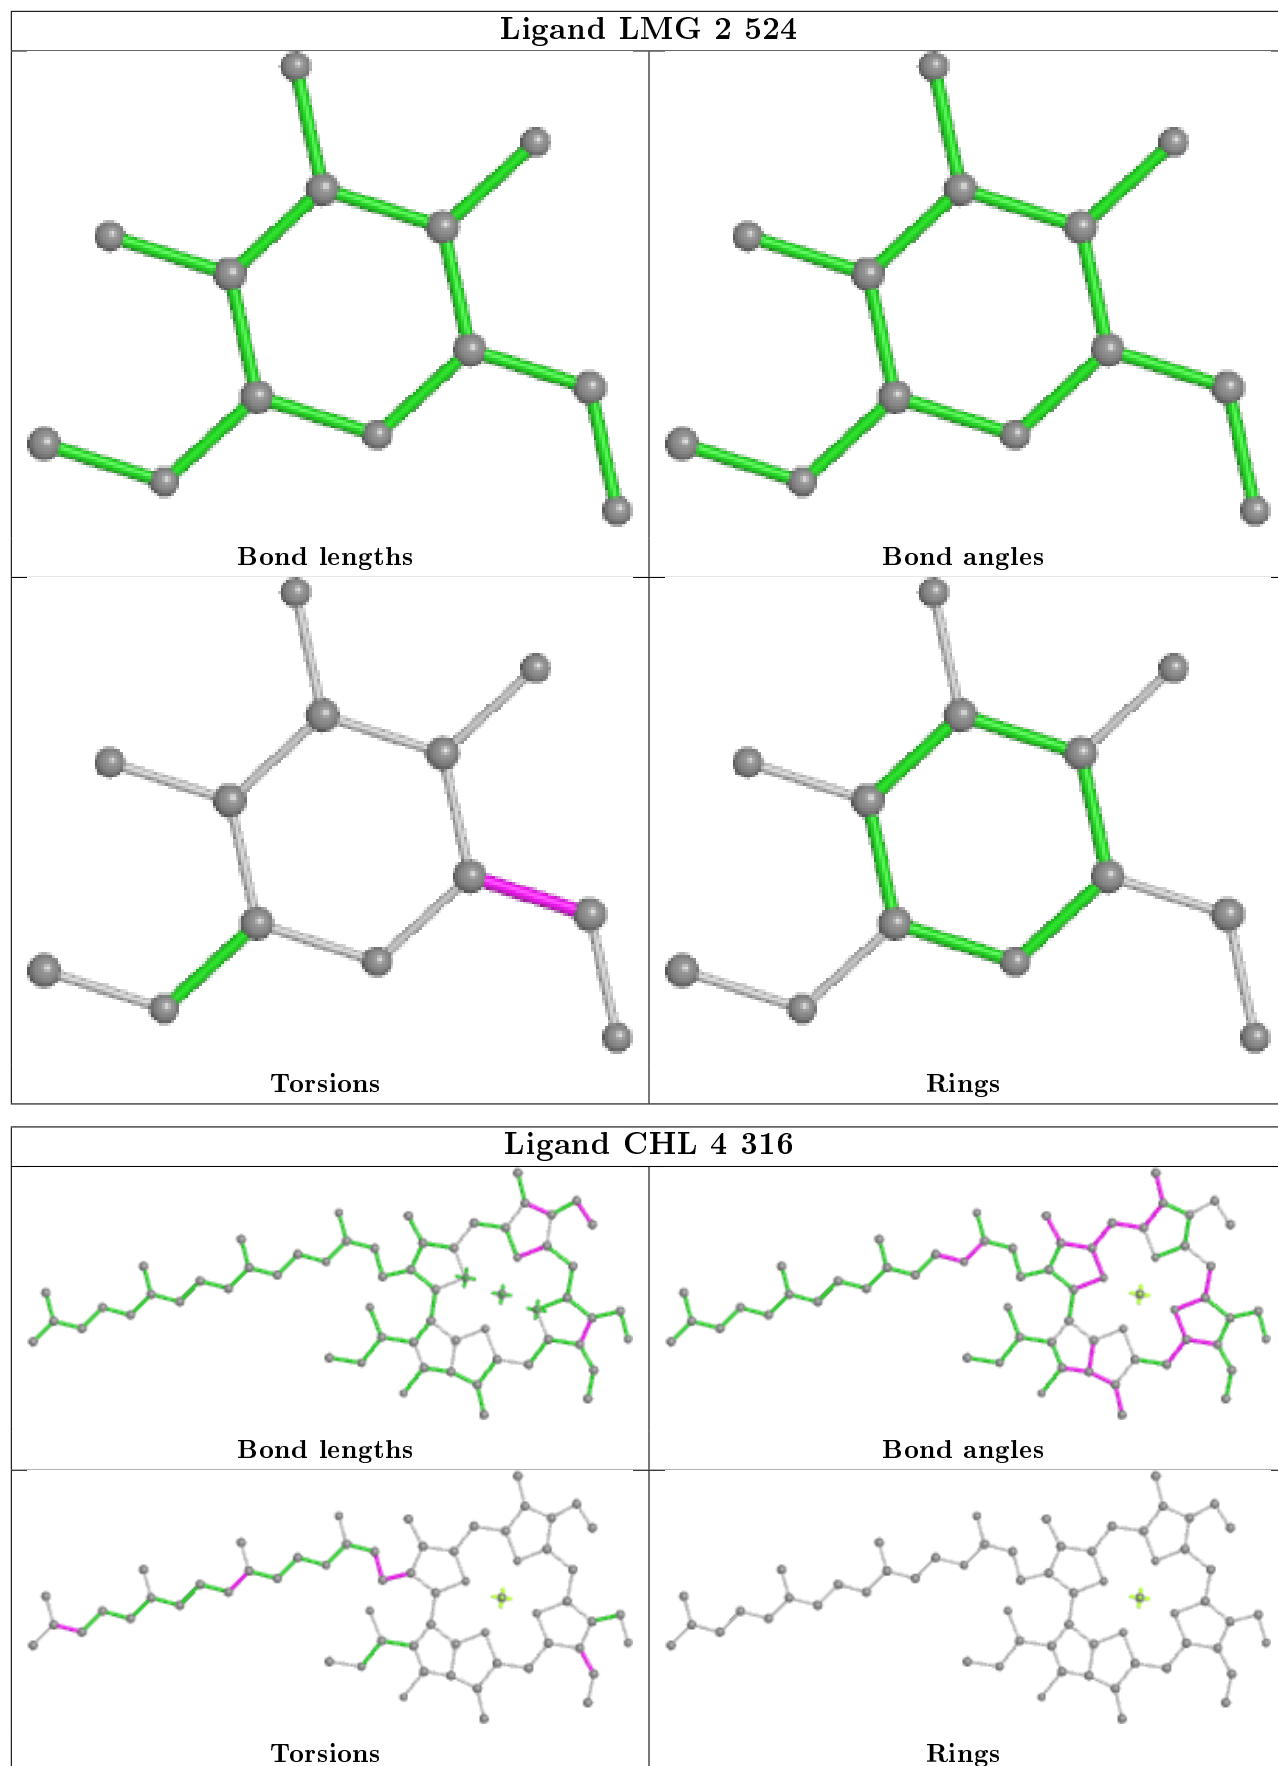 Ligand LMG 2 524
Bond lengths
Bond angles
Torsions
Rings
Ligand CHL 4 316
Bond lengths
Bond angles
Torsions
Rings